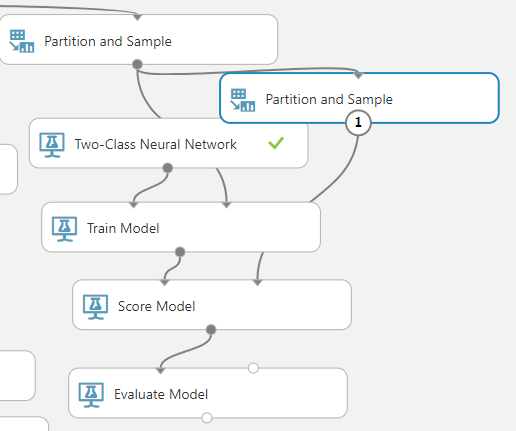 Partition and Sample
Partition and Sample
1
Two-Class Neural Network
Train Model
Score Model
Evaluate Model